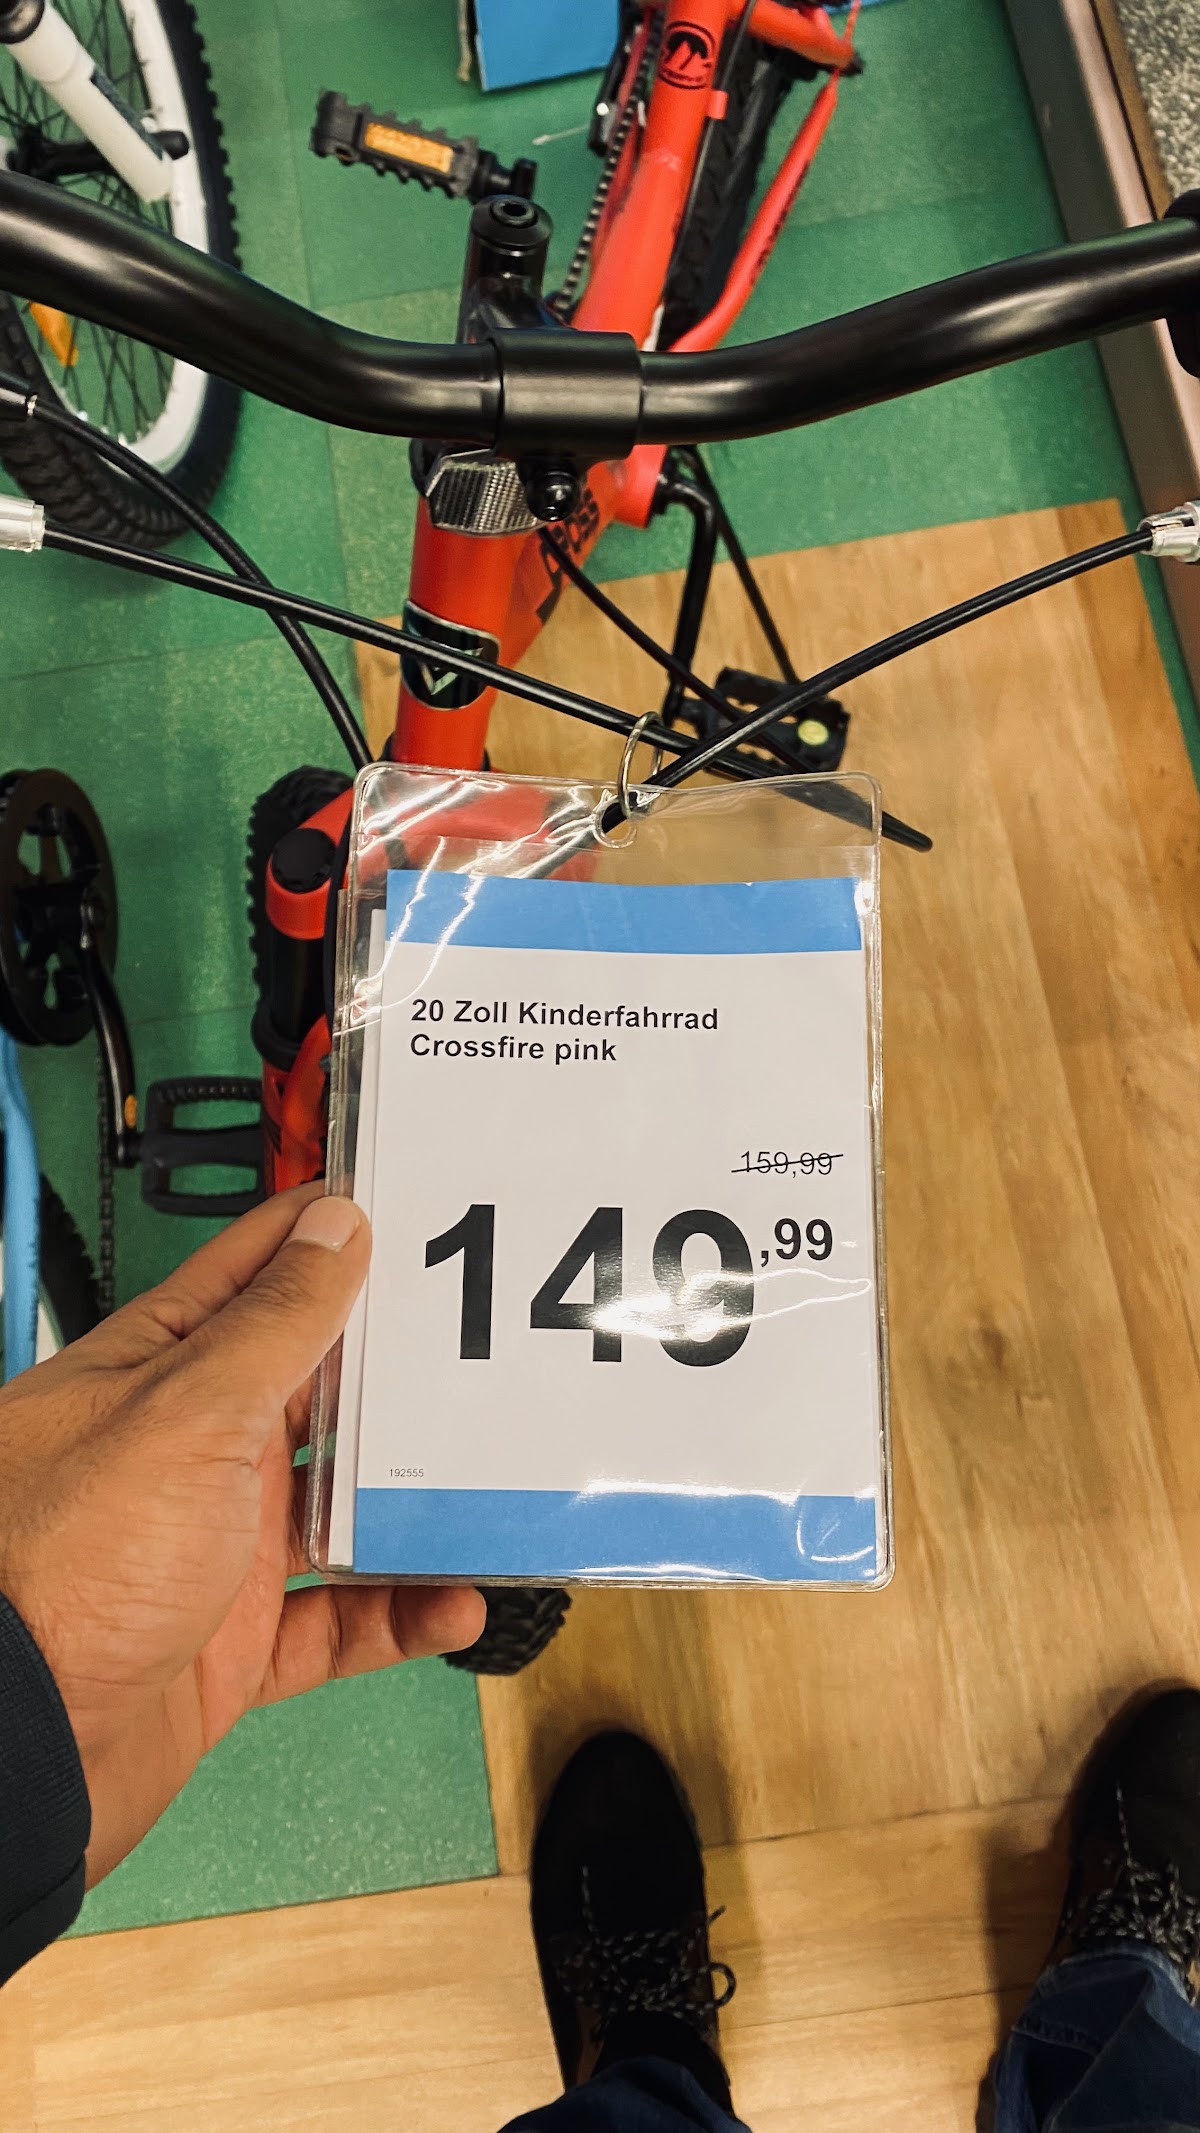 20 Zoll Kinderfahrrad
Crossfire pink
159,99
149,99
192555